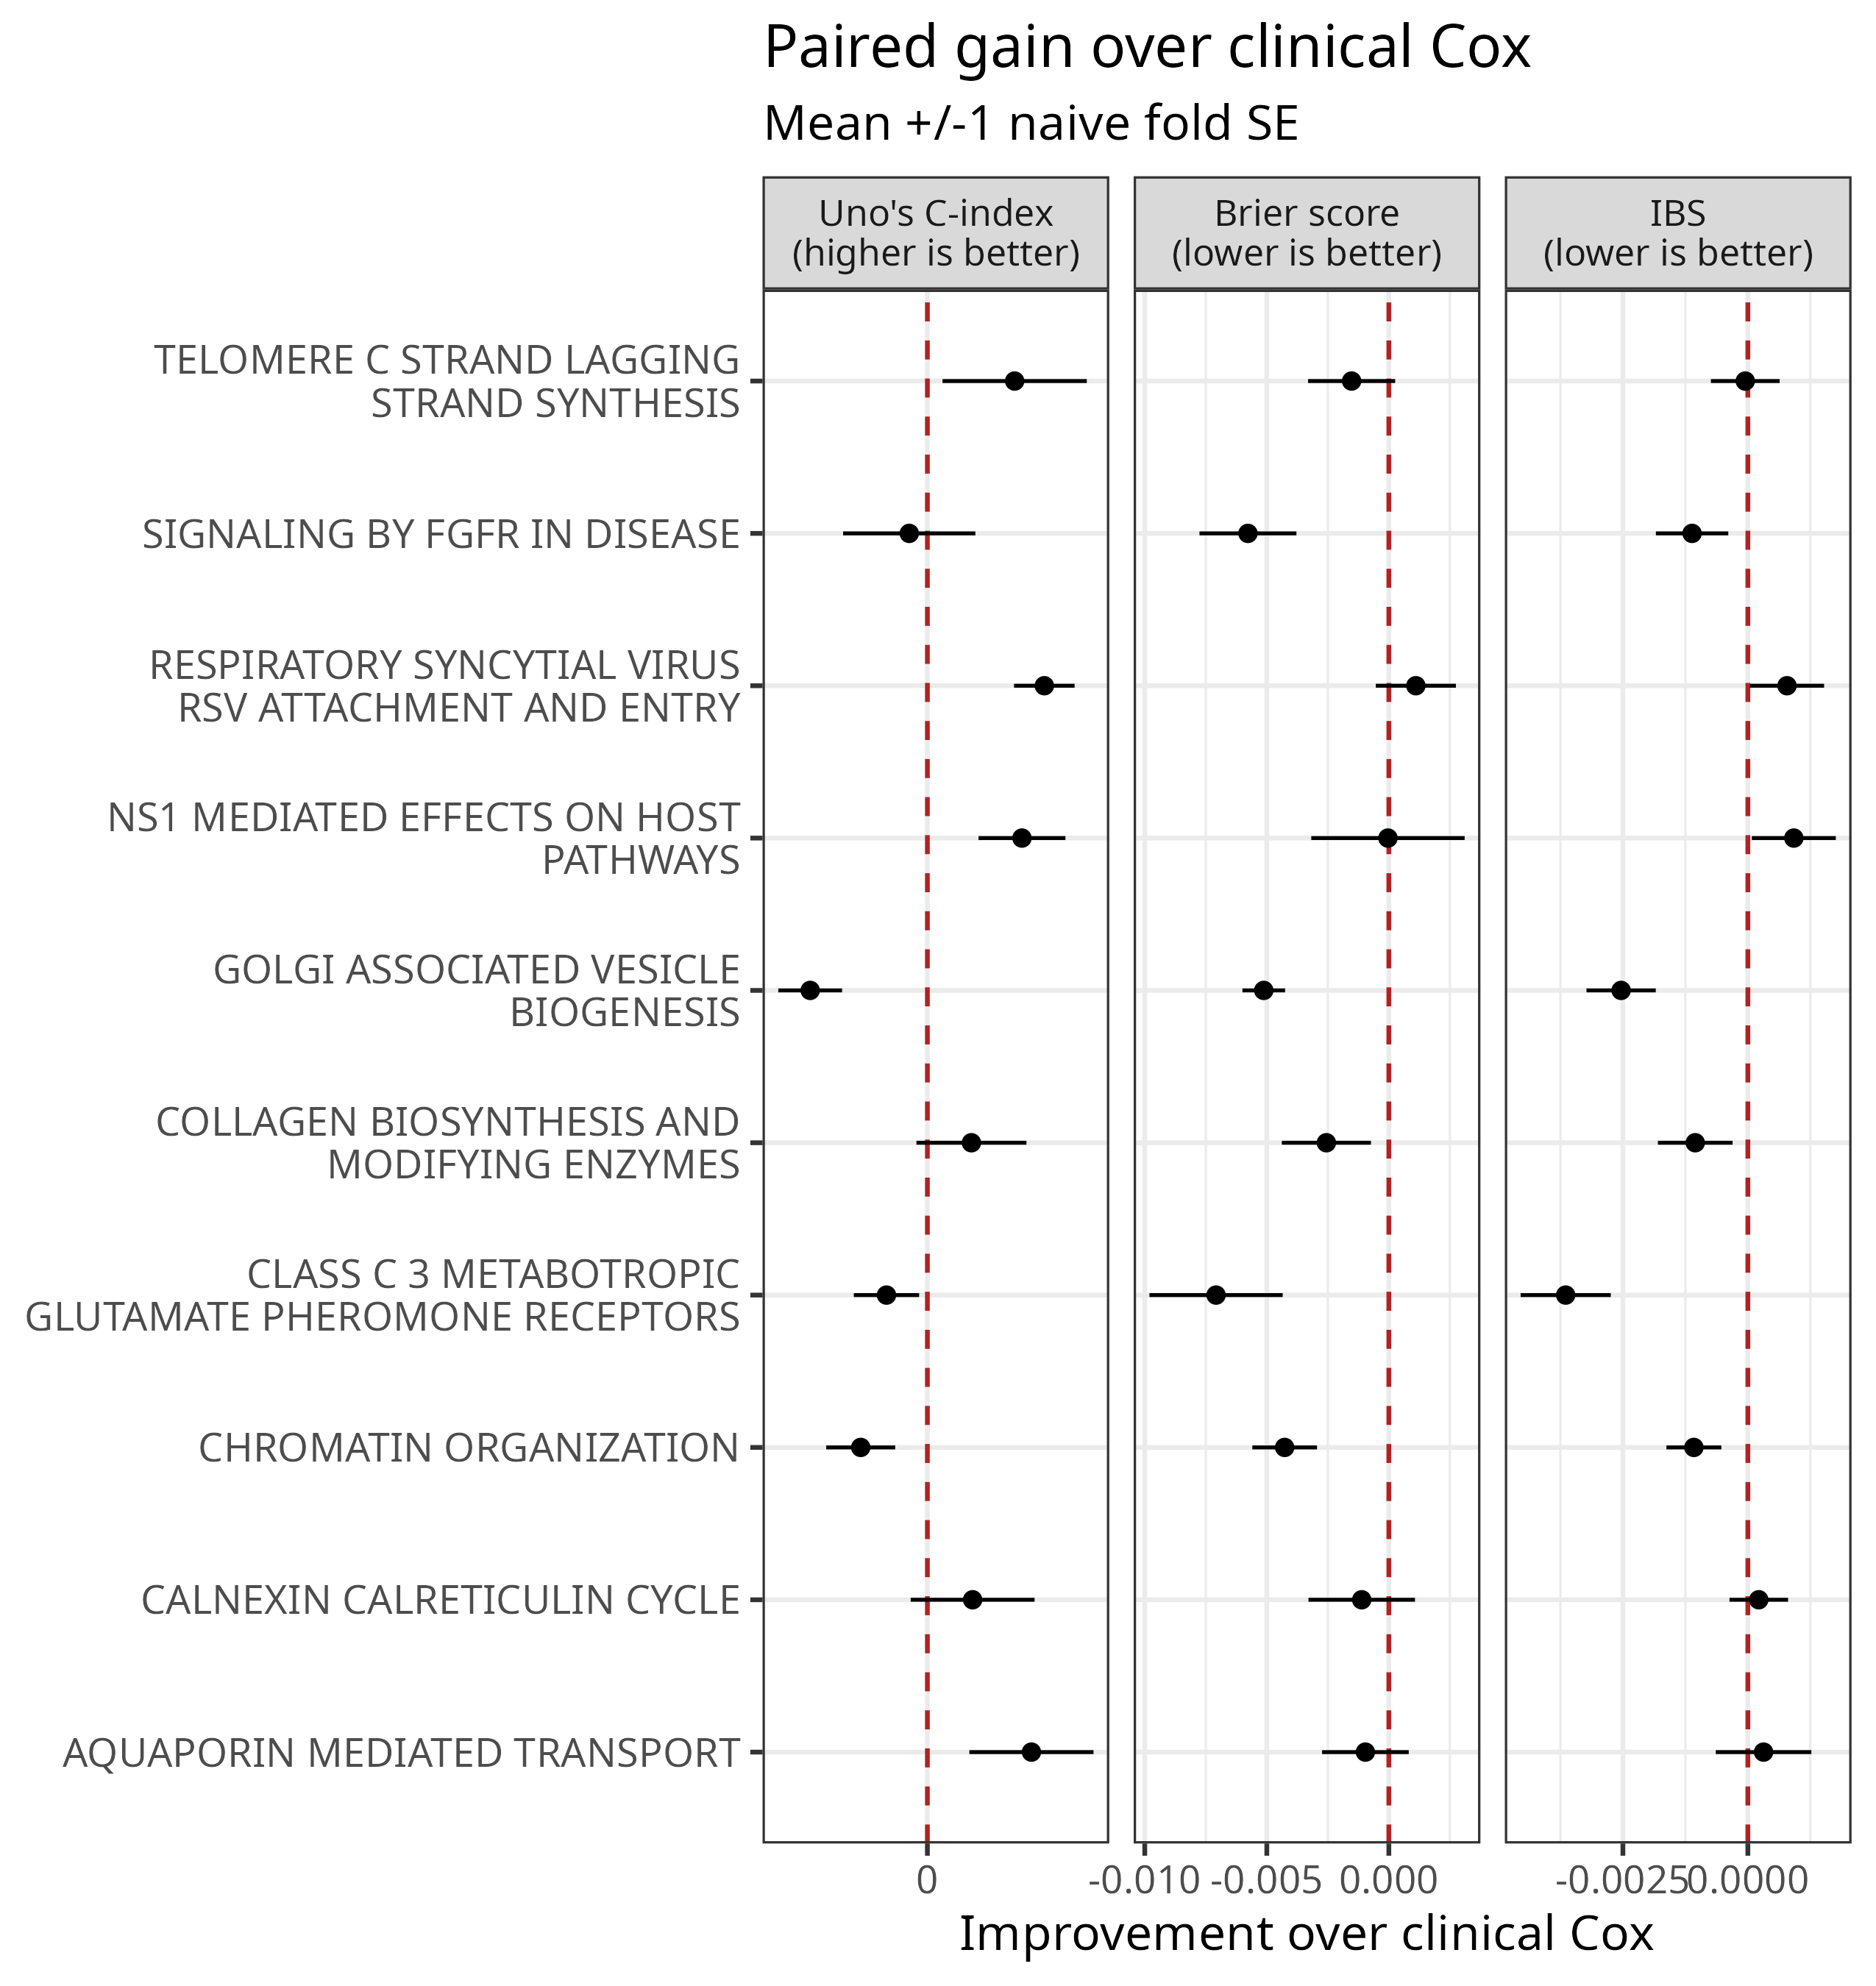 Paired gain over clinical Cox
Mean +/-1 naive fold SE
Uno's C-index
(higher is better)
Brier score
(lower is better)
IBS
(lower is better)
TELOMERE C STRAND LAGGING
STRAND SYNTHESIS
SIGNALING BY FGFR IN DISEASE
RESPIRATORY SYNCYTIAL VIRUS
RSV ATTACHMENT AND ENTRY
NS1 MEDIATED EFFECTS ON HOST
PATHWAYS
GOLGI ASSOCIATED VESICLE
BIOGENESIS
COLLAGEN BIOSYNTHESIS AND
MODIFYING ENZYMES
CLASS C 3 METABOTROPIC
GLUTAMATE PHEROMONE RECEPTORS
CHROMATIN ORGANIZATION
CALNEXIN CALRETICULIN CYCLE
AQUAPORIN MEDIATED TRANSPORT
0
-0.010 -0.005 0.000
-0.0025 0.0000
Improvement over clinical Cox